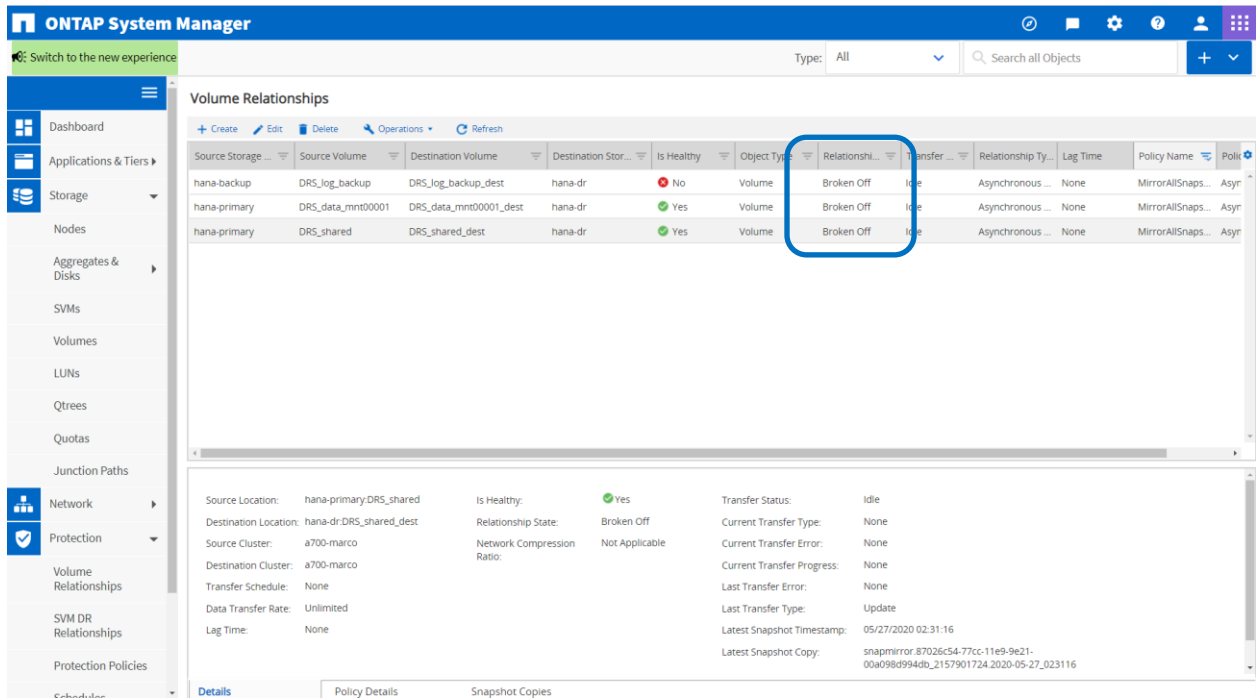 ONTAP System Manager
Switch to the new experience
Type: All
Search all Objects
Volume Relationships
Dashboard
Applications & Tiers
Storage
Nodes
Aggregates &
Disks
SVMs
Volumes
LUNs
Qtrees
Quotas
Junction Paths
Network
Protection
Volume
Relationships
SVM DR
Relationships
Protection Policies
Schedules
+ Create Edit Delete Operations Refresh
Source Storage ... Source Volume Destination Volume Destination Stor... Is Healthy Object Type Relationshi... Transfer ... Relationship Ty... Lag Time Policy Name
hana-backup DRS_log_backup DRS_log_backup_dest hana-dr No Volume Broken Off Idle Asynchronous ... None MirrorAllSnaps...
hana-primary DRS_data_mnt00001 DRS_data_mnt00001_dest hana-dr Yes Volume Broken Off Idle Asynchronous ... None MirrorAllSnaps...
hana-primary DRS_shared DRS_shared_dest hana-dr Yes Volume Broken Off Idle Asynchronous ... None MirrorAllSnaps...
Source Location: hana-primary:DRS_shared
Destination Location: hana-dr:DRS_shared_dest
Source Cluster: a700-marco
Destination Cluster: a700-marco
Transfer Schedule: None
Data Transfer Rate: Unlimited
Lag Time: None
Is Healthy: Yes
Relationship State: Broken Off
Network Compression Not Applicable
Ratio:
Transfer Status: Idle
Current Transfer Type: None
Current Transfer Error: None
Current Transfer Progress: None
Last Transfer Error: None
Last Transfer Type: Update
Latest Snapshot Timestamp: 05/27/2020 02:31:16
Latest Snapshot Copy: snapmirror.87026c54-77cc-11e9-9e21-
00a098d994db_2157901724.2020-05-27_023116
Details Policy Details Snapshot Copies